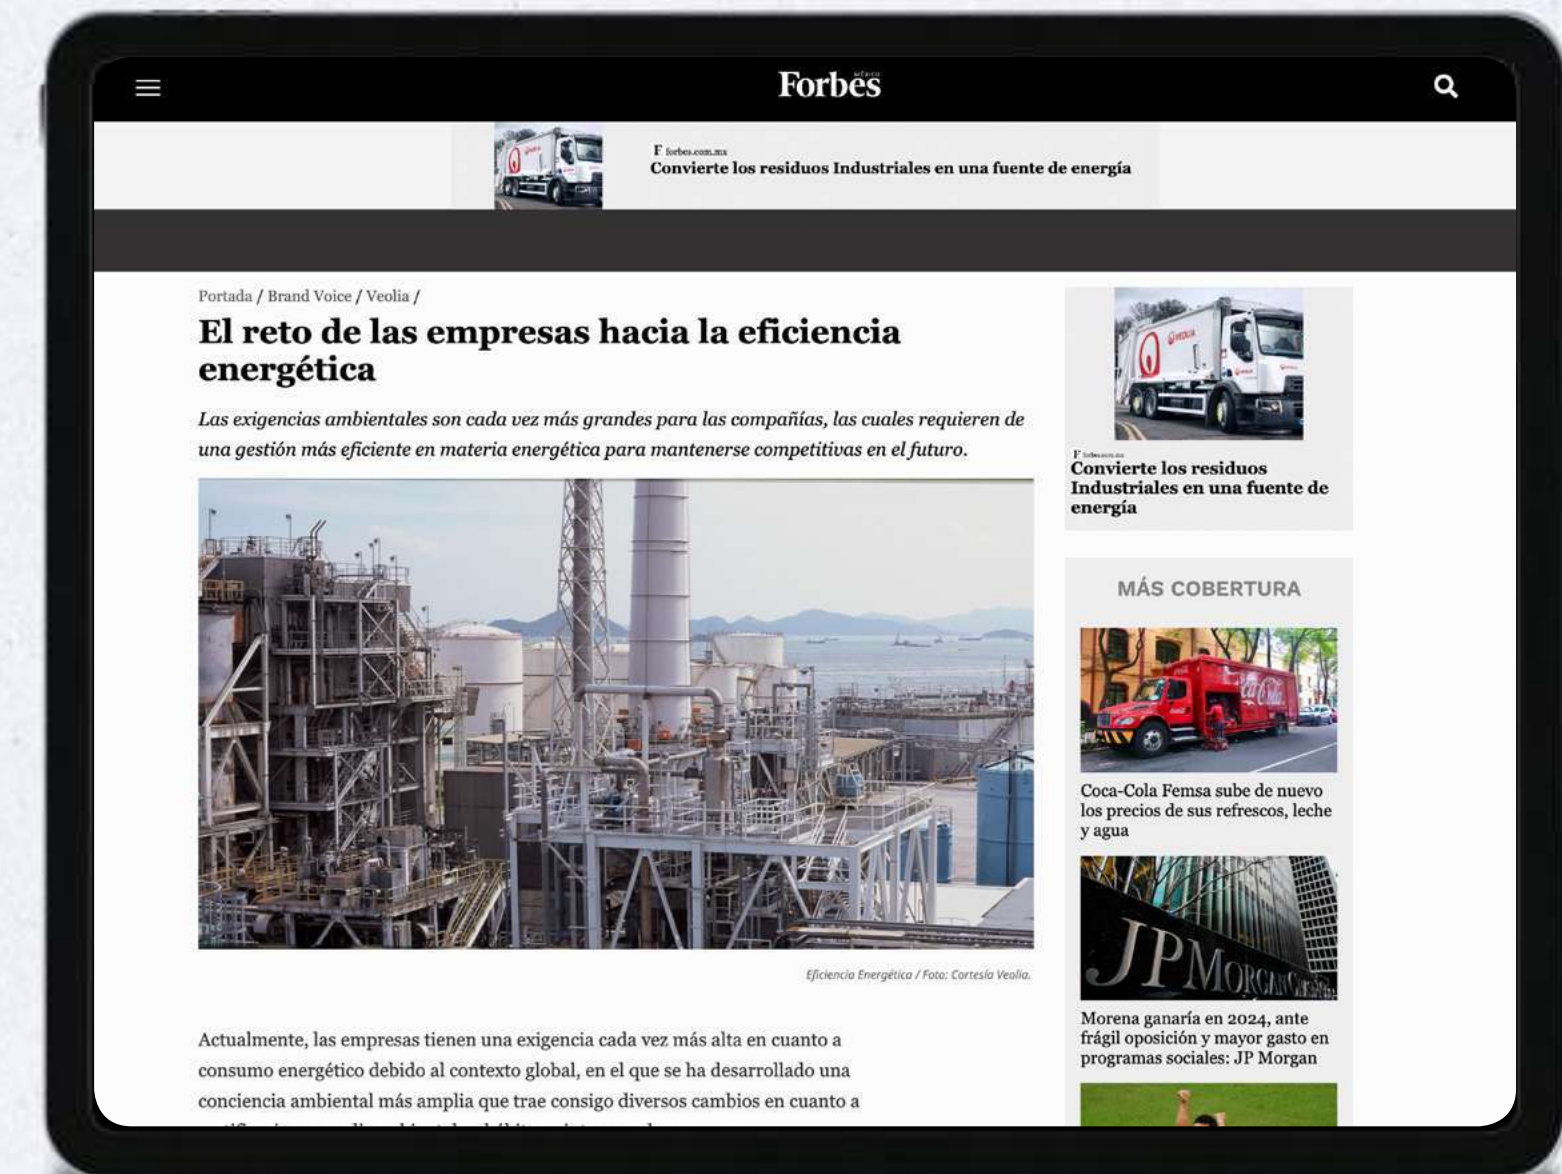 Forbes
MÉXICO
F forbes.com.mx
Convierte los residuos Industriales en una fuente de energía
Portada / Brand Voice / Veolia /
El reto de las empresas hacia la eficiencia
energética
Las exigencias ambientales son cada vez más grandes para las compañías, las cuales requieren de
una gestión más eficiente en materia energética para mantenerse competitivas en el futuro.
Eficiencia Energética / Foto: Cortesía Veolia.
Actualmente, las empresas tienen una exigencia cada vez más alta en cuanto a
consumo energético debido al contexto global, en el que se ha desarrollado una
conciencia ambiental más amplia que trae consigo diversos cambios en cuanto a
VEOLIA
F forbes.com.mx
Convierte los residuos
Industriales en una fuente de
energía
MÁS COBERTURA
Coca-Cola
Coca-Cola Femsa sube de nuevo
los precios de sus refrescos, leche
y agua
JPMORGAN
Morena ganaría en 2024, ante
frágil oposición y mayor gasto en
programas sociales: JP Morgan